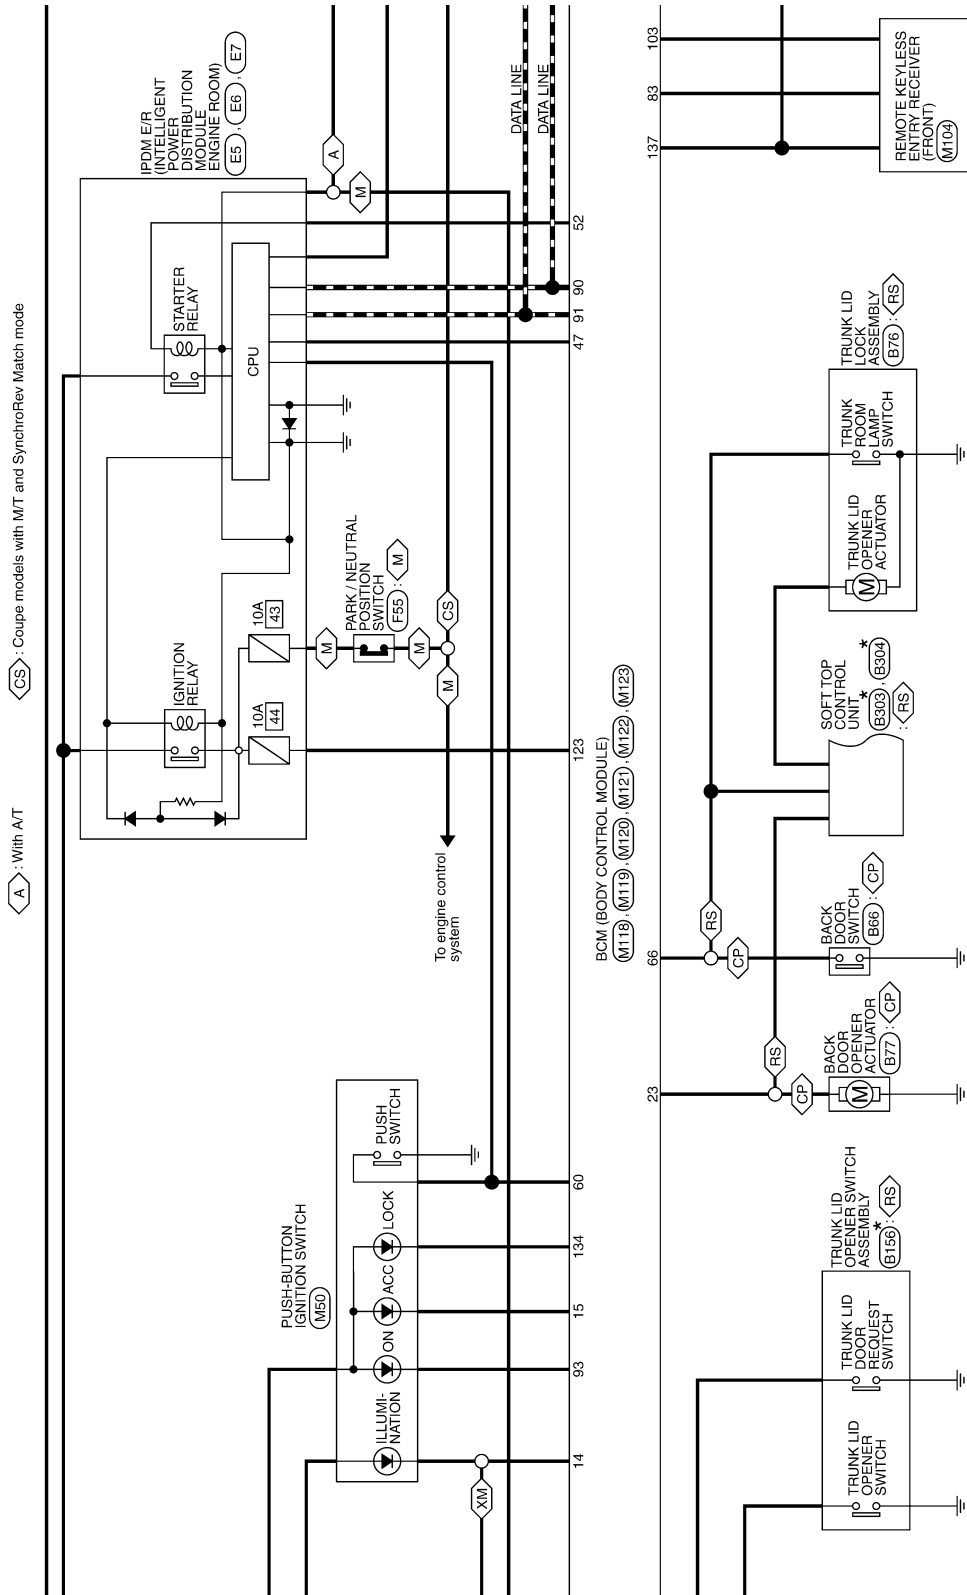 A : With A/T
CS : Coupe models with M/T and SynchroRev Match mode
IPDM E/R
(INTELLIGENT
POWER
DISTRIBUTION
MODULE
ENGINE ROOM)
E5 , E6 , E7
IGNITION
RELAY
STARTER
RELAY
CPU
10A
44
10A
43
A
M
DATA LINE
DATA LINE
M
PARK / NEUTRAL
POSITION
SWITCH
F55 : M
M
M
CS
To engine control
system
PUSH-BUTTON
IGNITION SWITCH
M50
ILLUMI-
NATION
ON
ACC
LOCK
PUSH
SWITCH
XM
14
93
15
134
60
123
47
91
90
52
BCM (BODY CONTROL MODULE)
M118 , M119 , M120 , M121 , M122 , M123
23
66
137
83
103
RS
CP
RS
CP
TRUNK LID
OPENER SWITCH
ASSEMBLY
B156 * : RS
TRUNK LID
OPENER
SWITCH
TRUNK LID
DOOR
REQUEST
SWITCH
BACK
DOOR
OPENER
ACTUATOR
B77 : CP
M
BACK
DOOR
SWITCH
B66 : CP
SOFT TOP
CONTROL
UNIT
B303 * , B304 *
: RS
TRUNK LID
LOCK
ASSEMBLY
B76 : RS
TRUNK LID
OPENER
ACTUATOR
M
TRUNK
ROOM
LAMP
SWITCH
REMOTE KEYLESS
ENTRY RECEIVER
(FRONT)
M104